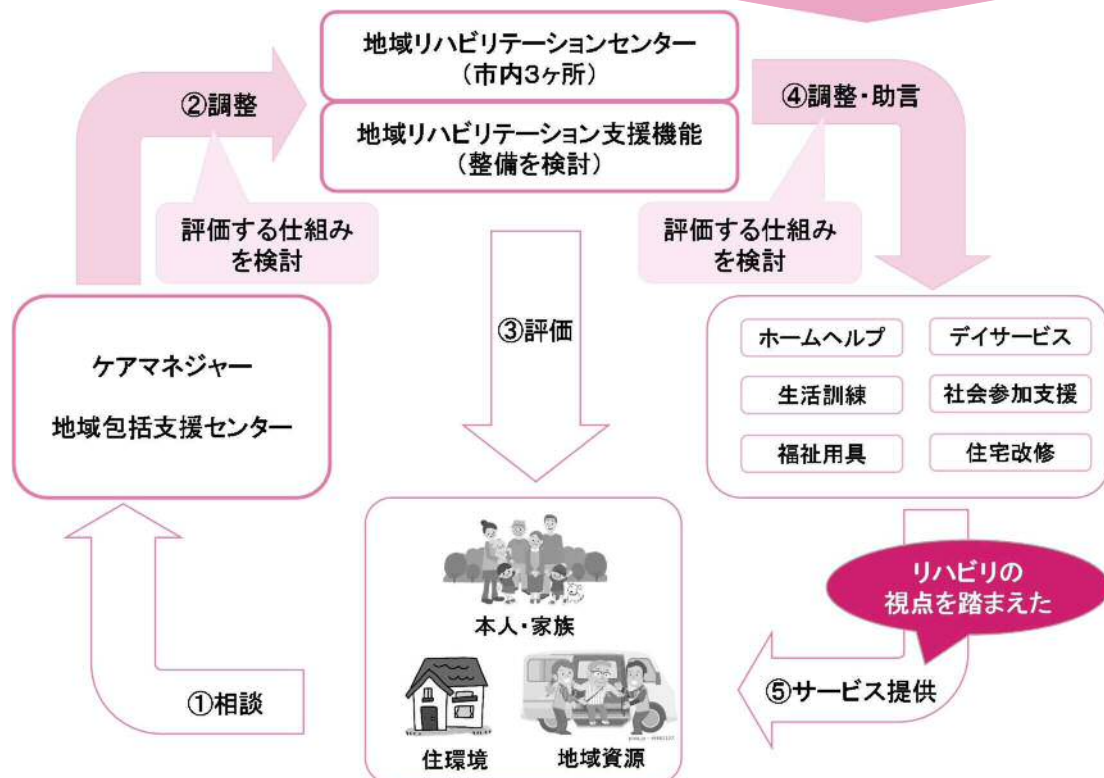 地域リハビリテーションセンター
(市内3ヶ所)
②調整
④調整・助言
地域リハビリテーション支援機能
(整備を検討)
評価する仕組み
を検討
評価する仕組み
を検討
③評価
ケアマネジャー
地域包括支援センター
ホームヘルプ
デイサービス
生活訓練
社会参加支援
福祉用具
住宅改修
リハビリの
視点を踏まえた
本人・家族
①相談
⑤サービス提供
住環境
地域資源